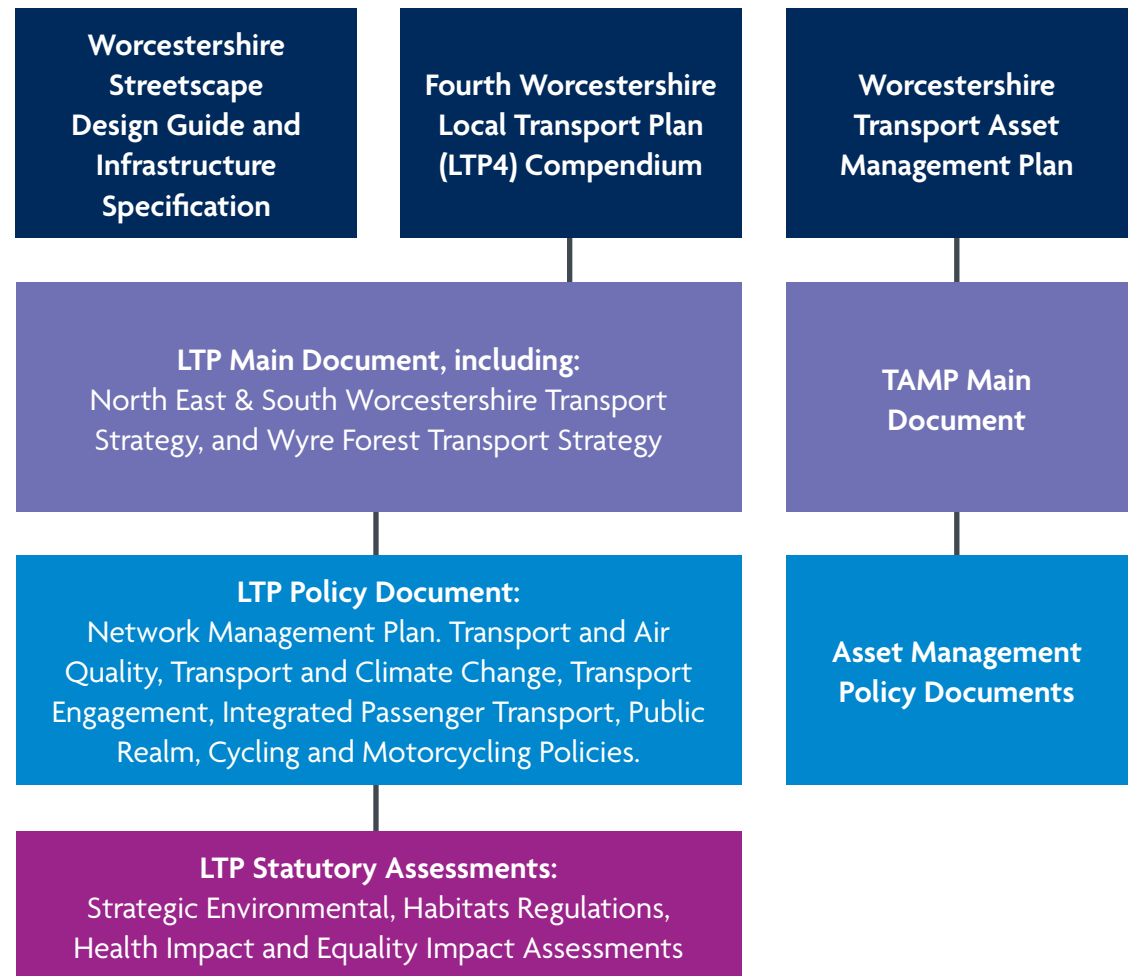 Worcestershire
Streetscape
Design Guide and
Infrastructure
Specification
Fourth Worcestershire
Local Transport Plan
(LTP4) Compendium
Worcestershire
Transport Asset
Management Plan
LTP Main Document, including:
North East & South Worcestershire Transport
Strategy, and Wyre Forest Transport Strategy
TAMP Main
Document
LTP Policy Document:
Network Management Plan. Transport and Air
Quality, Transport and Climate Change, Transport
Engagement, Integrated Passenger Transport, Public
Realm, Cycling and Motorcycling Policies.
Asset Management
Policy Documents
LTP Statutory Assessments:
Strategic Environmental, Habitats Regulations,
Health Impact and Equality Impact Assessments